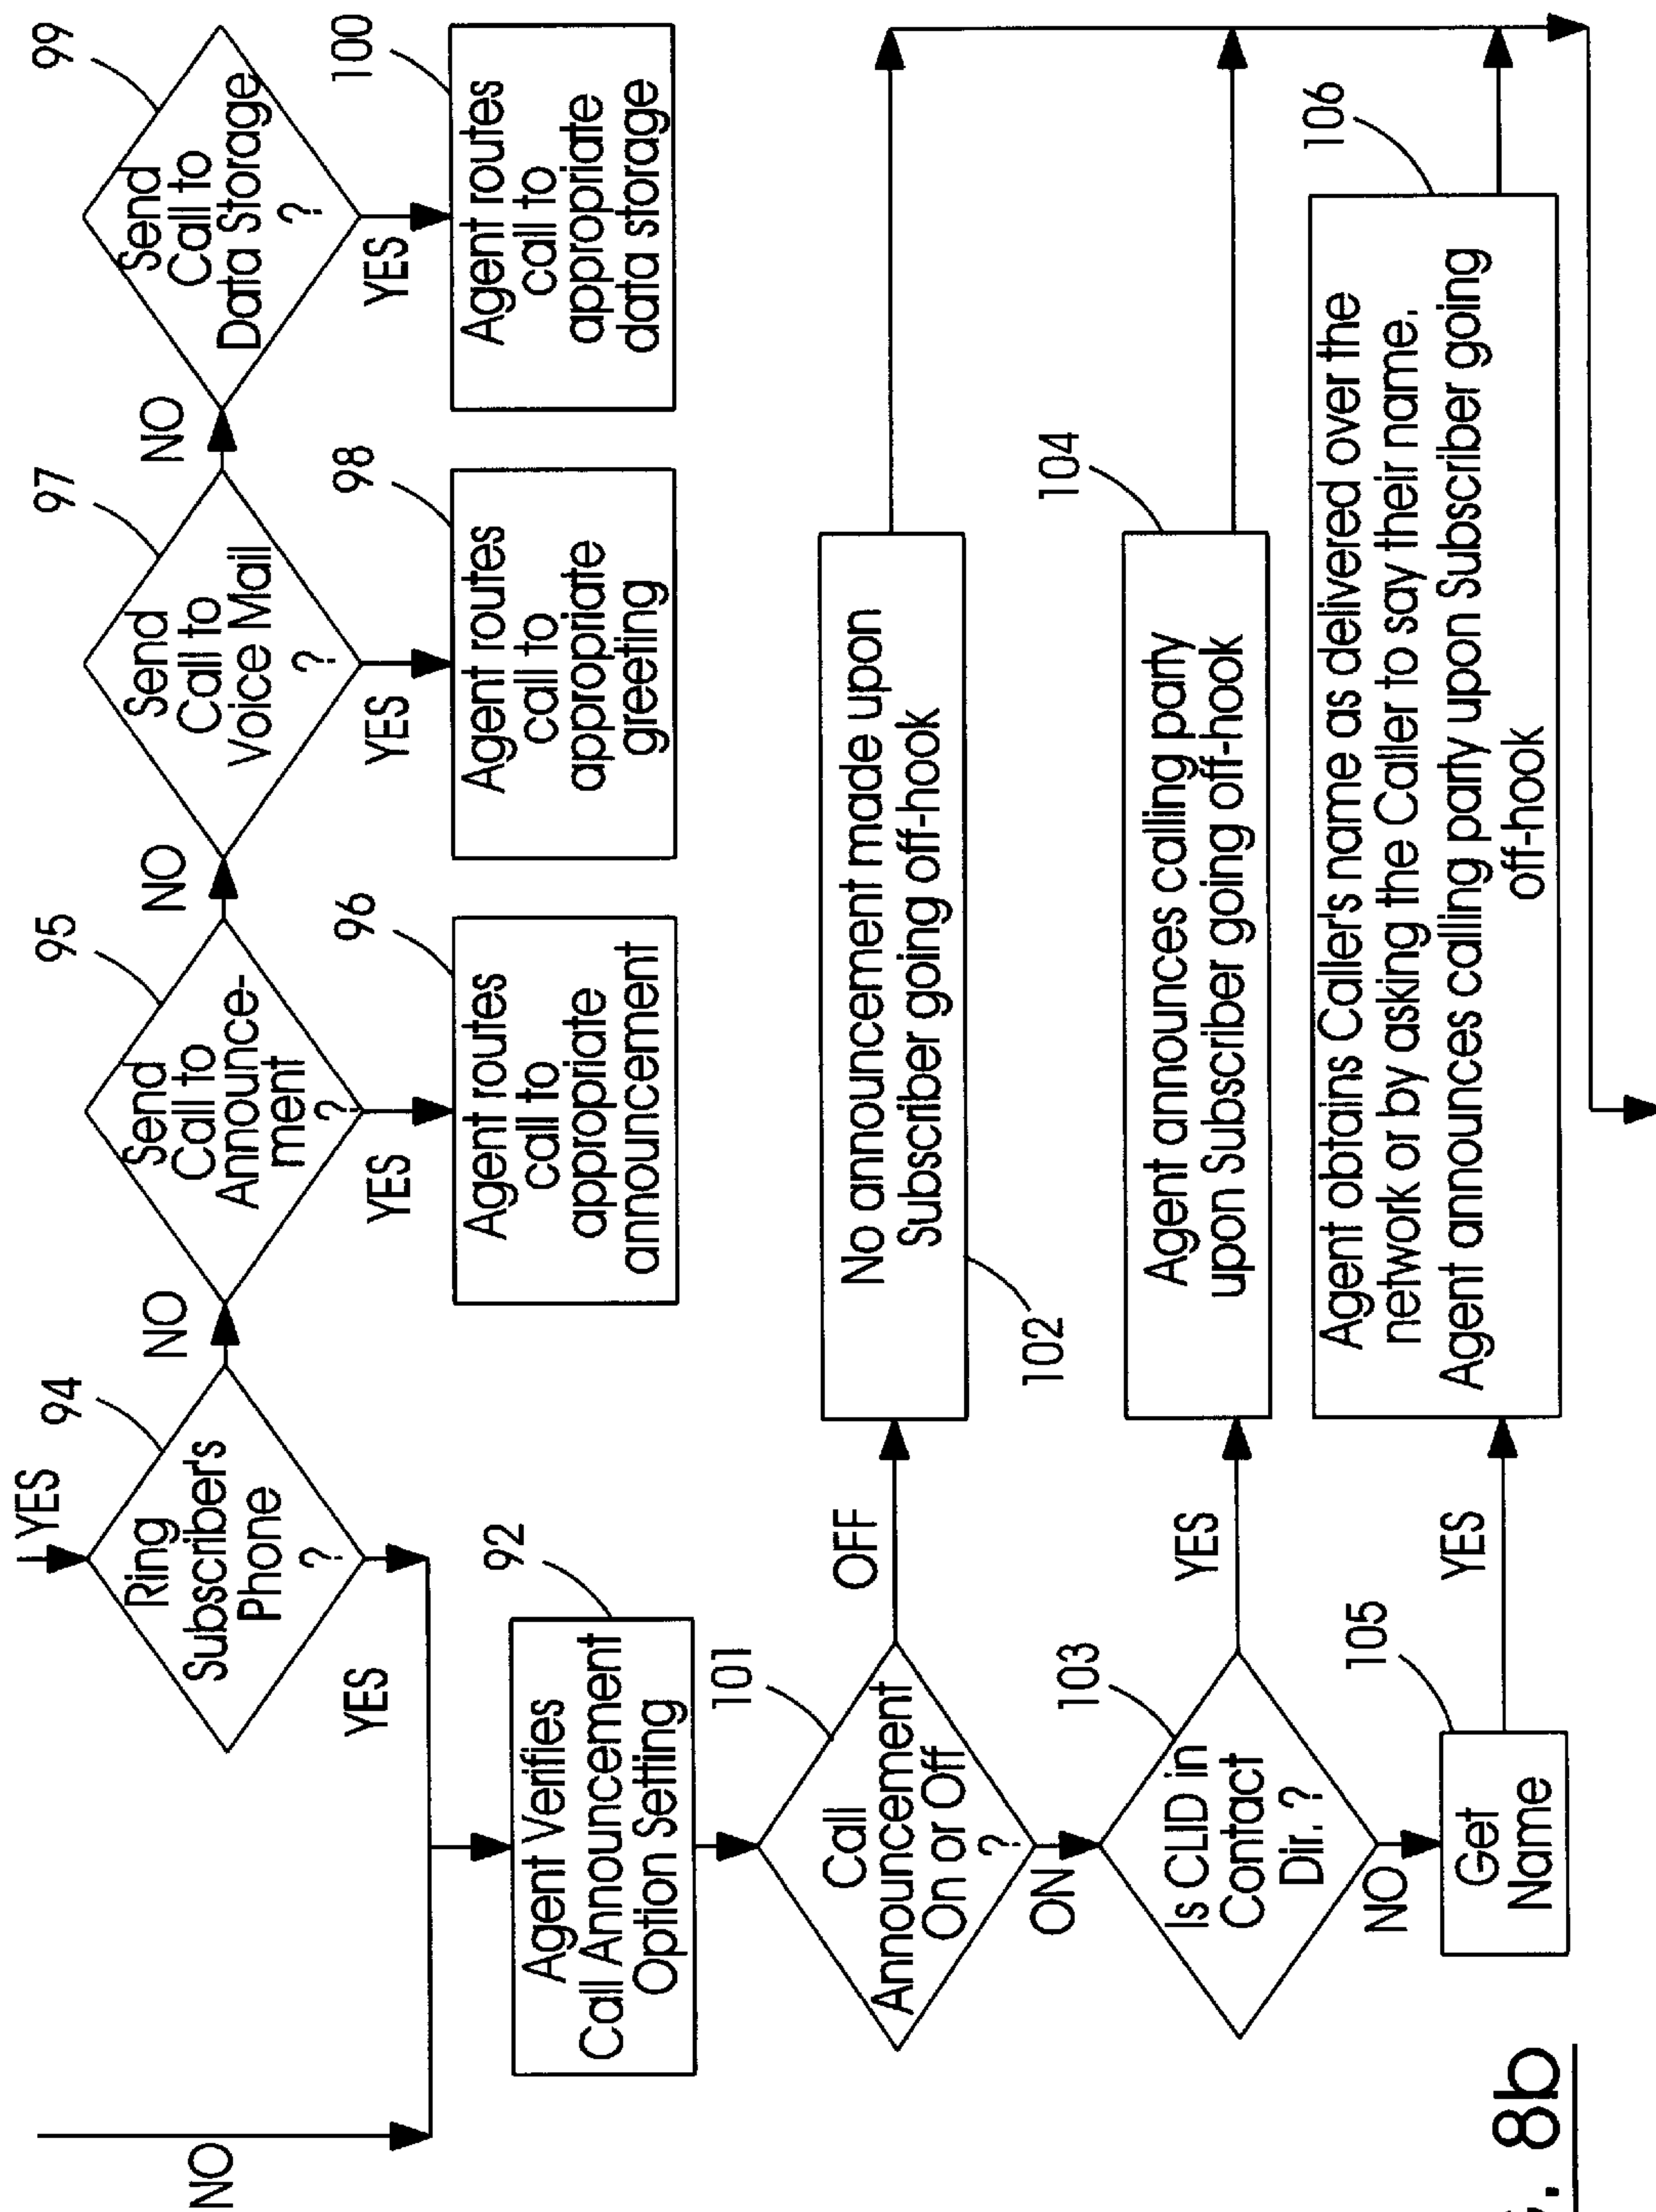 YES
94
Ring
Subscriber's
Phone
?
NO
95
Send
Call to
Announce-
ment
?
NO
97
Send
Call to
Voice Mail
?
NO
99
Send
Call to
Data Storage
?
NO
YES
YES
YES
YES
92
Agent Verifies
Call Announcement
Option Setting
96
Agent routes
call to
appropriate
announcement
98
Agent routes
call to
appropriate
greeting
100
Agent routes
call to
appropriate
data storage
101
Call
Announcement
On or Off
?
OFF
No announcement made upon
Subscriber going off-hook
102
ON
103
Is CLID in
Contact
Dir. ?
YES
104
Agent announces calling party
upon Subscriber going off-hook
NO
105
Get
Name
YES
106
Agent obtains Caller's name as delivered over the
network or by asking the Caller to say their name.
Agent announces calling party upon Subscriber going
off-hook
8b